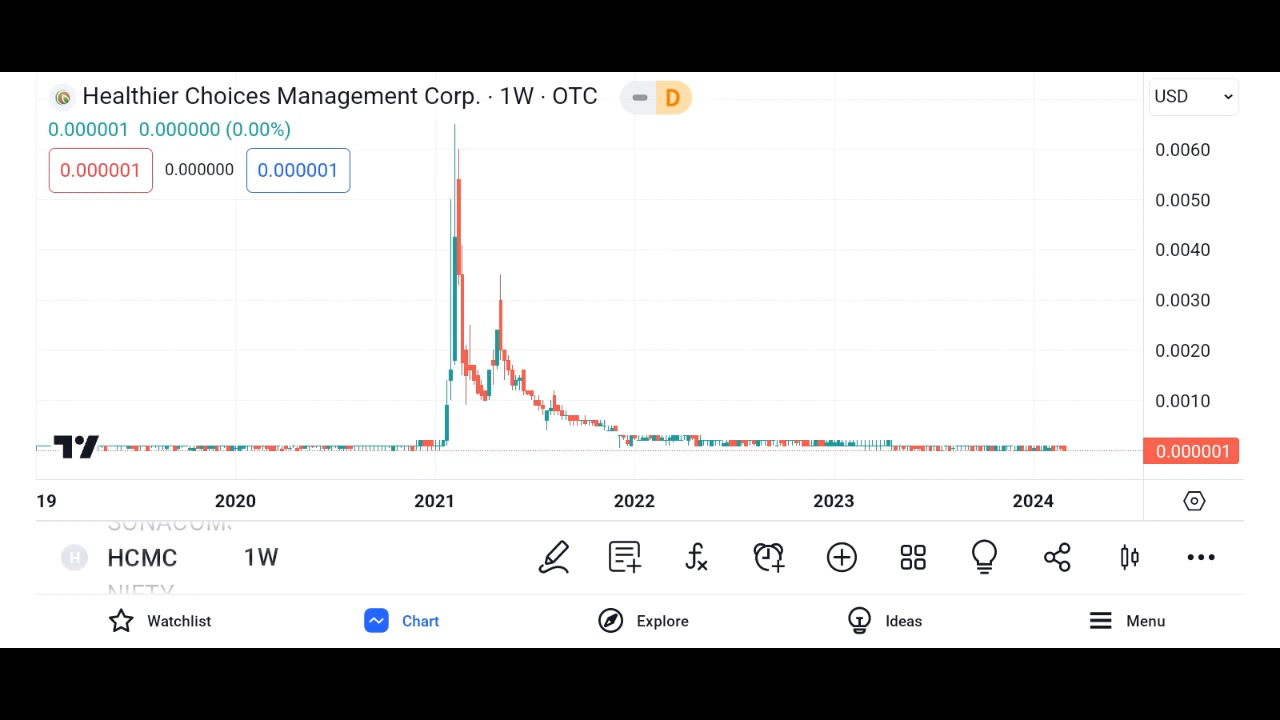 Healthier Choices Management Corp. · 1W · OTC
D
USD
0.000001 0.000000 (0.00%)
0.000001 0.000000 0.000001
0.0060
0.0050
0.0040
0.0030
0.0020
0.0010
0.000001
19 2020 2021 2022 2023 2024
HCMC 1W
H
NIFTY
Watchlist Chart Explore Ideas Menu